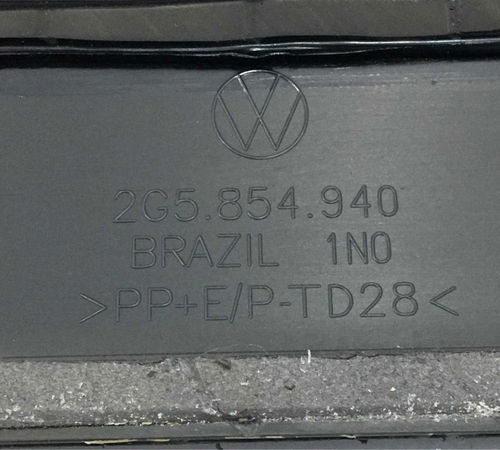 2G5.854.940
BRAZIL 1N0
>PP+E/P-TD28<